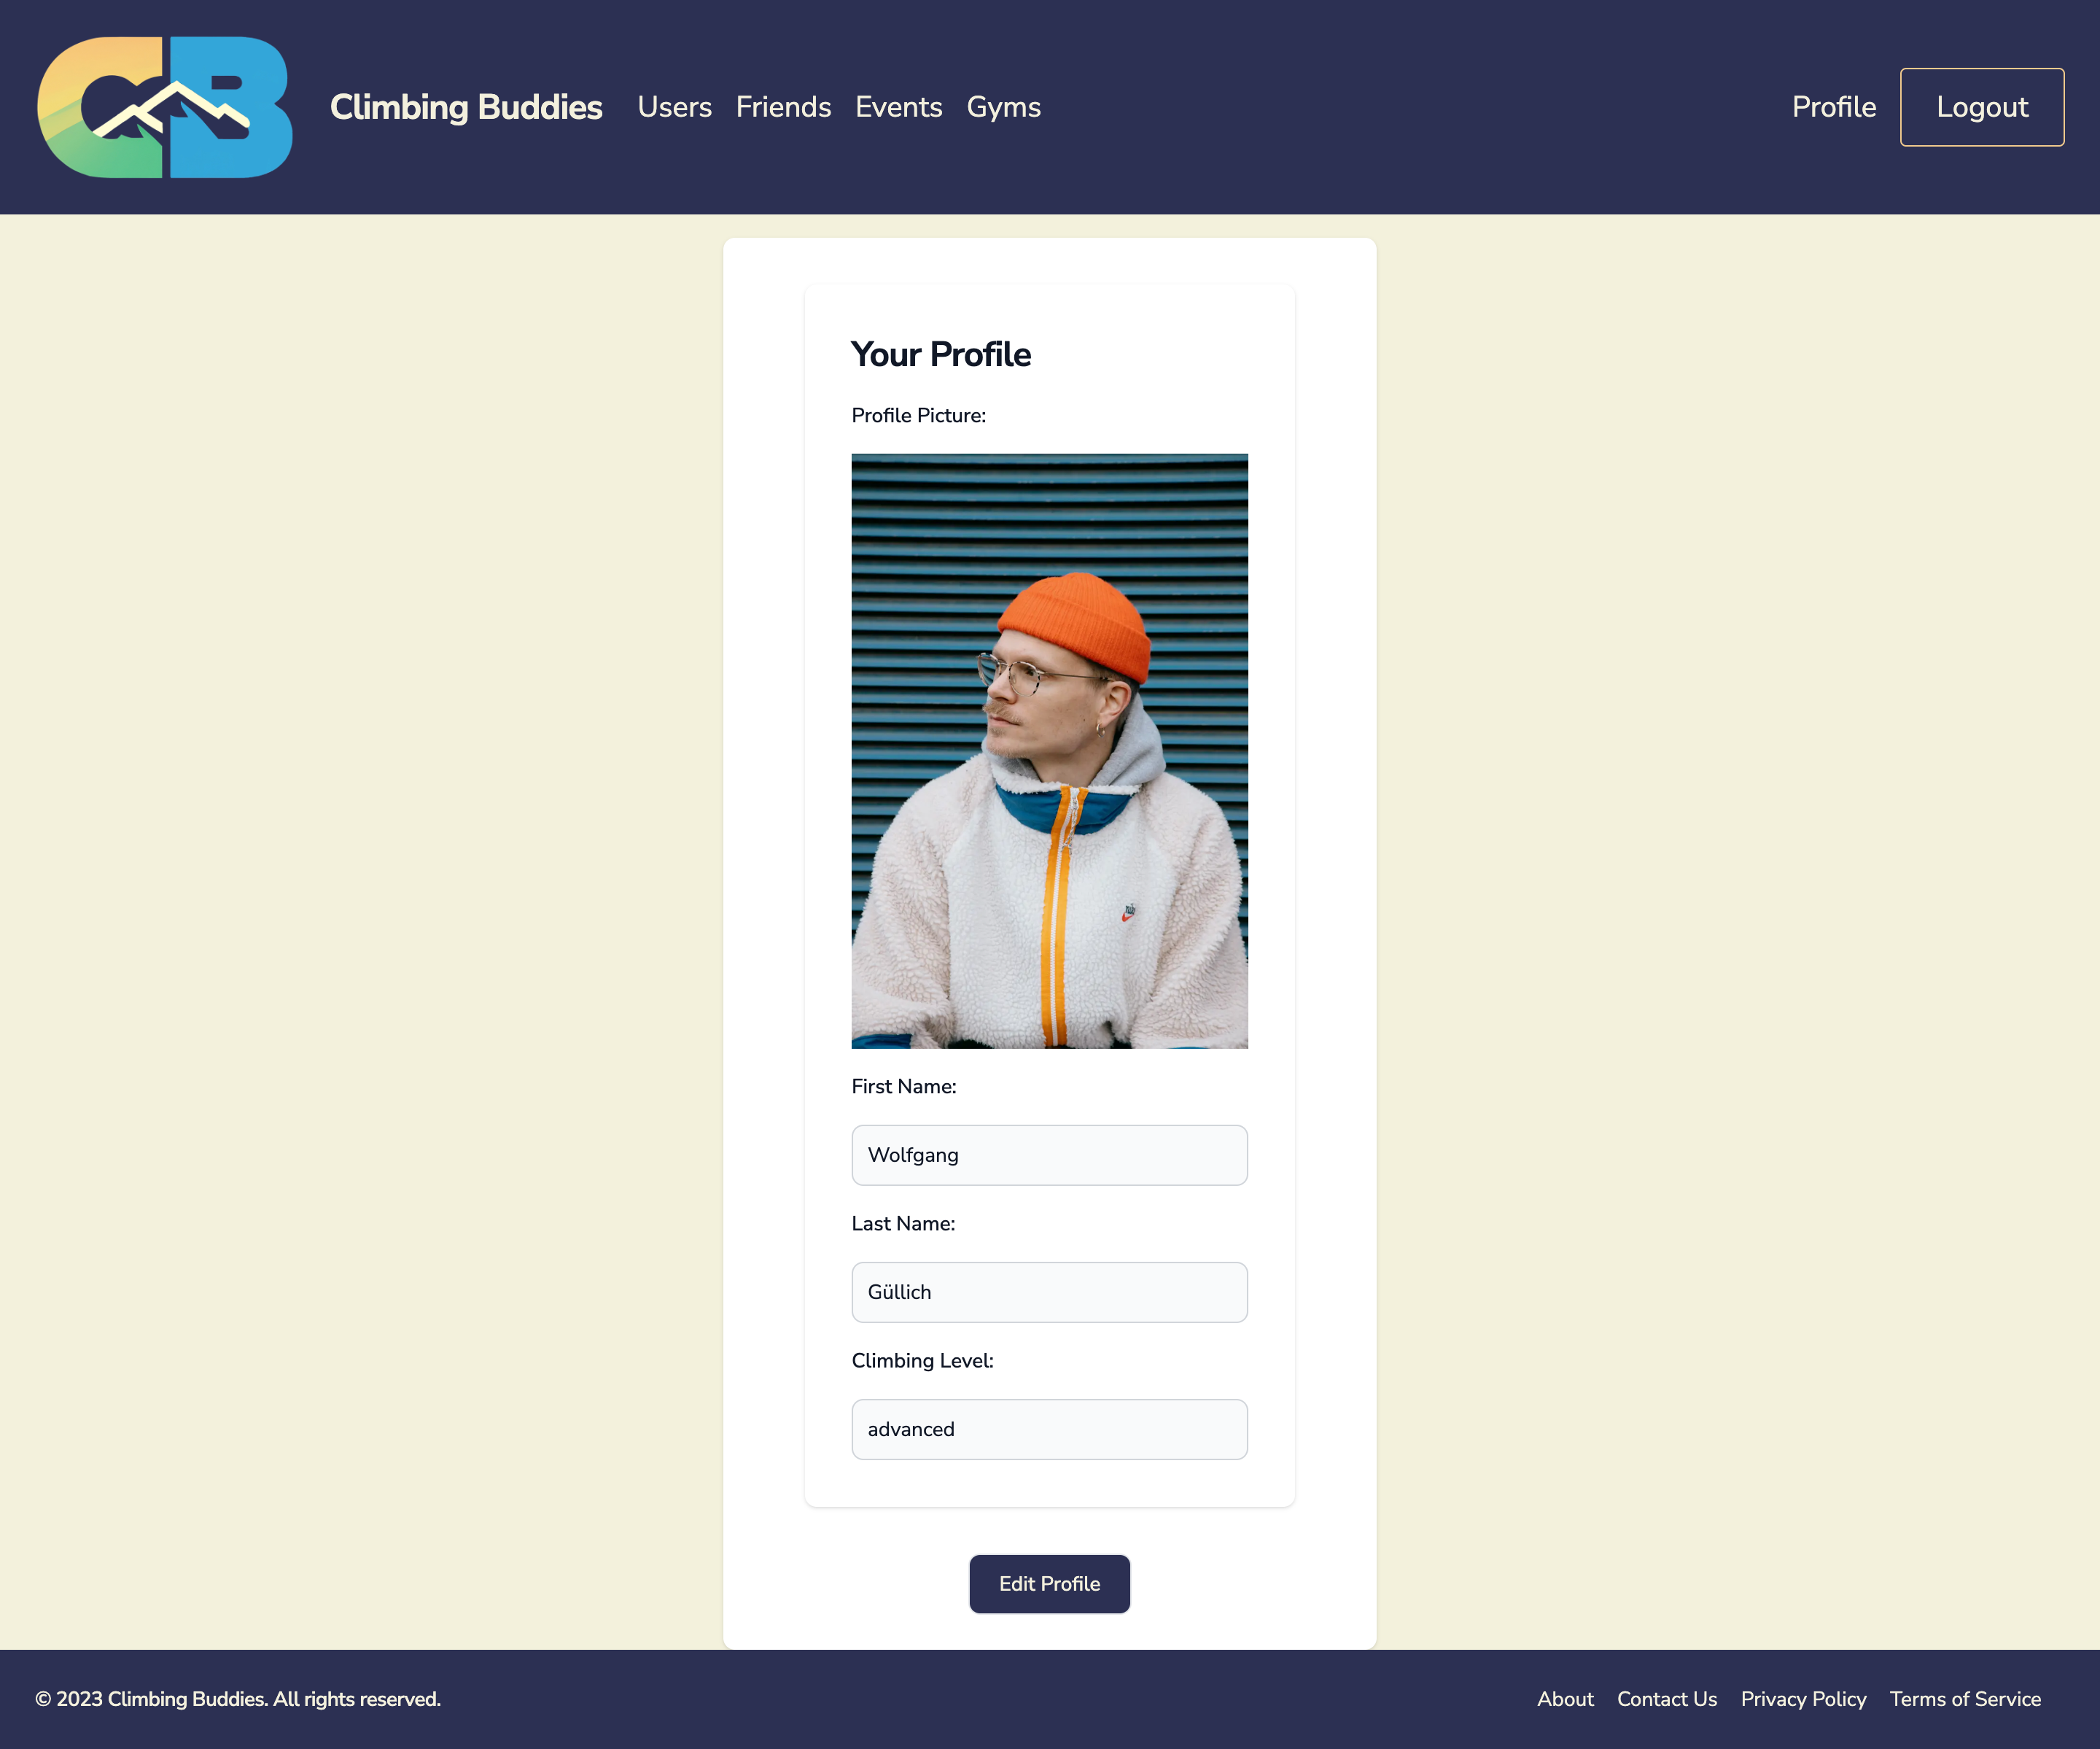 CB
Climbing Buddies Users Friends Events Gyms Profile Logout
Your Profile
Profile Picture:
First Name:
Wolfgang
Last Name:
Güllich
Climbing Level:
advanced
Edit Profile
© 2023 Climbing Buddies. All rights reserved. About Contact Us Privacy Policy Terms of Service